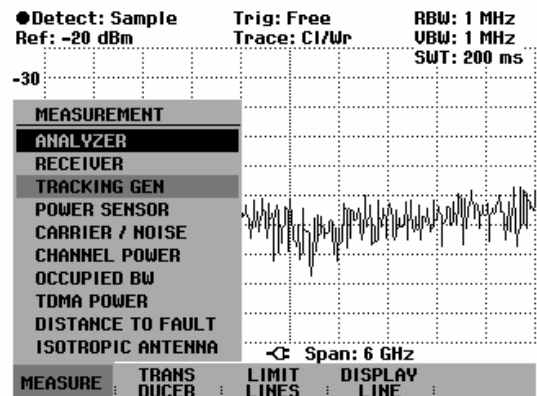 Detect: Sample Trig: Free RBW: 1 MHz
Ref: -20 dBm Trace: Cl/Wr VBW: 1 MHz
SWT: 200 ms
-30
MEASUREMENT
ANALYZER
RECEIVER
TRACKING GEN
POWER SENSOR
CARRIER / NOISE
CHANNEL POWER
OCCUPIED BW
TDMA POWER
DISTANCE TO FAULT
ISOTROPIC ANTENNA
Span: 6 GHz
MEASURE TRANS LIMIT DISPLAY
DUCER LINES LINE